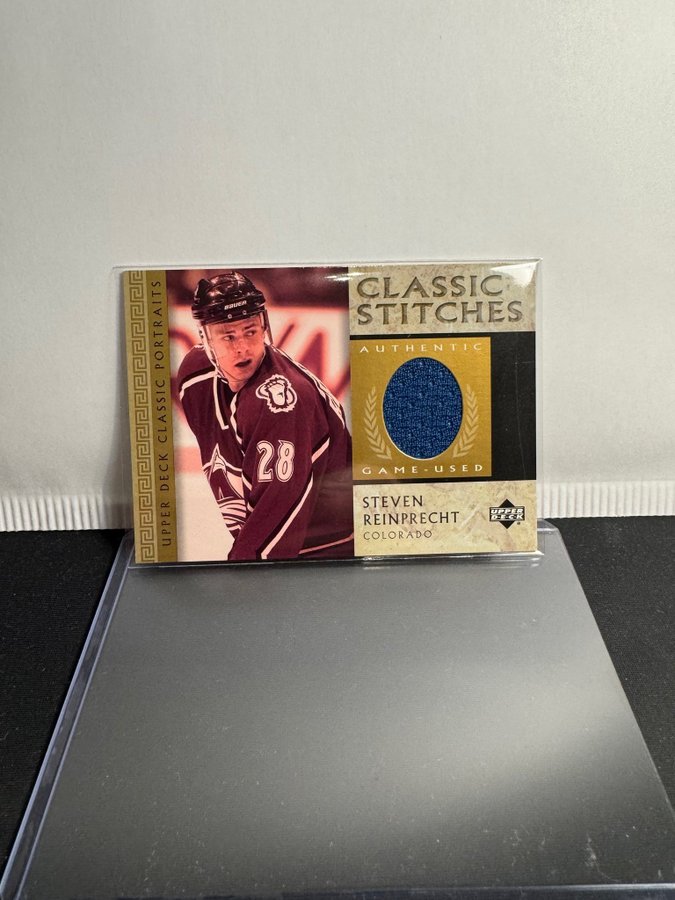 UPPER DECK CLASSIC PORTRAITS
BAUER
28
CLASSIC
STITCHES
AUTHENTIC
GAME-USED
STEVEN
REINPRECHT
COLORADO
UPPER
DECK